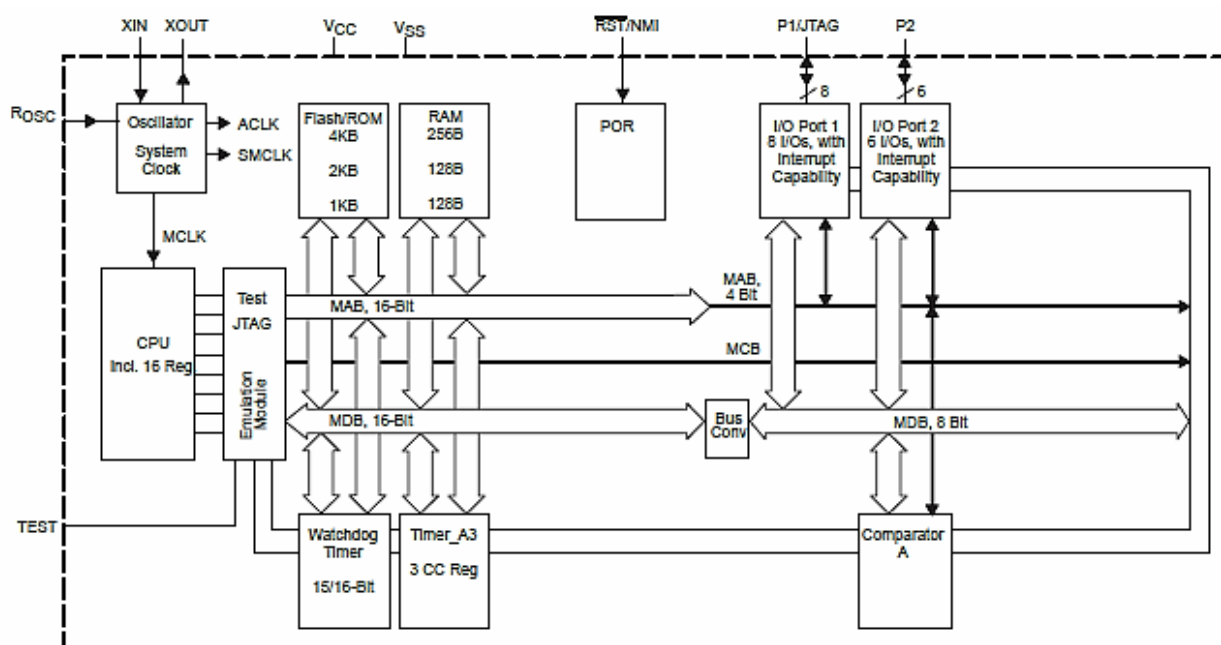 XIN
XOUT
VCC
VSS
RST/NMI
P1/JTAG
P2
8
6
ROSC
Oscillator
System
Clock
ACLK
SMCLK
Flash/ROM
4KB
2KB
1KB
RAM
256B
128B
128B
POR
I/O Port 1
8 I/Os, with
Interrupt
Capability
I/O Port 2
6 I/Os, with
Interrupt
Capability
MCLK
CPU
Incl. 16 Reg
Test
JTAG
Emulation
Module
MAB, 16-Bit
MAB,
4 Bit
MCB
MDB, 16-Bit
Bus
Conv
MDB, 8 Bit
TEST
Watchdog
Timer
15/16-Bit
Timer_A3
3 CC Reg
Comparator
A